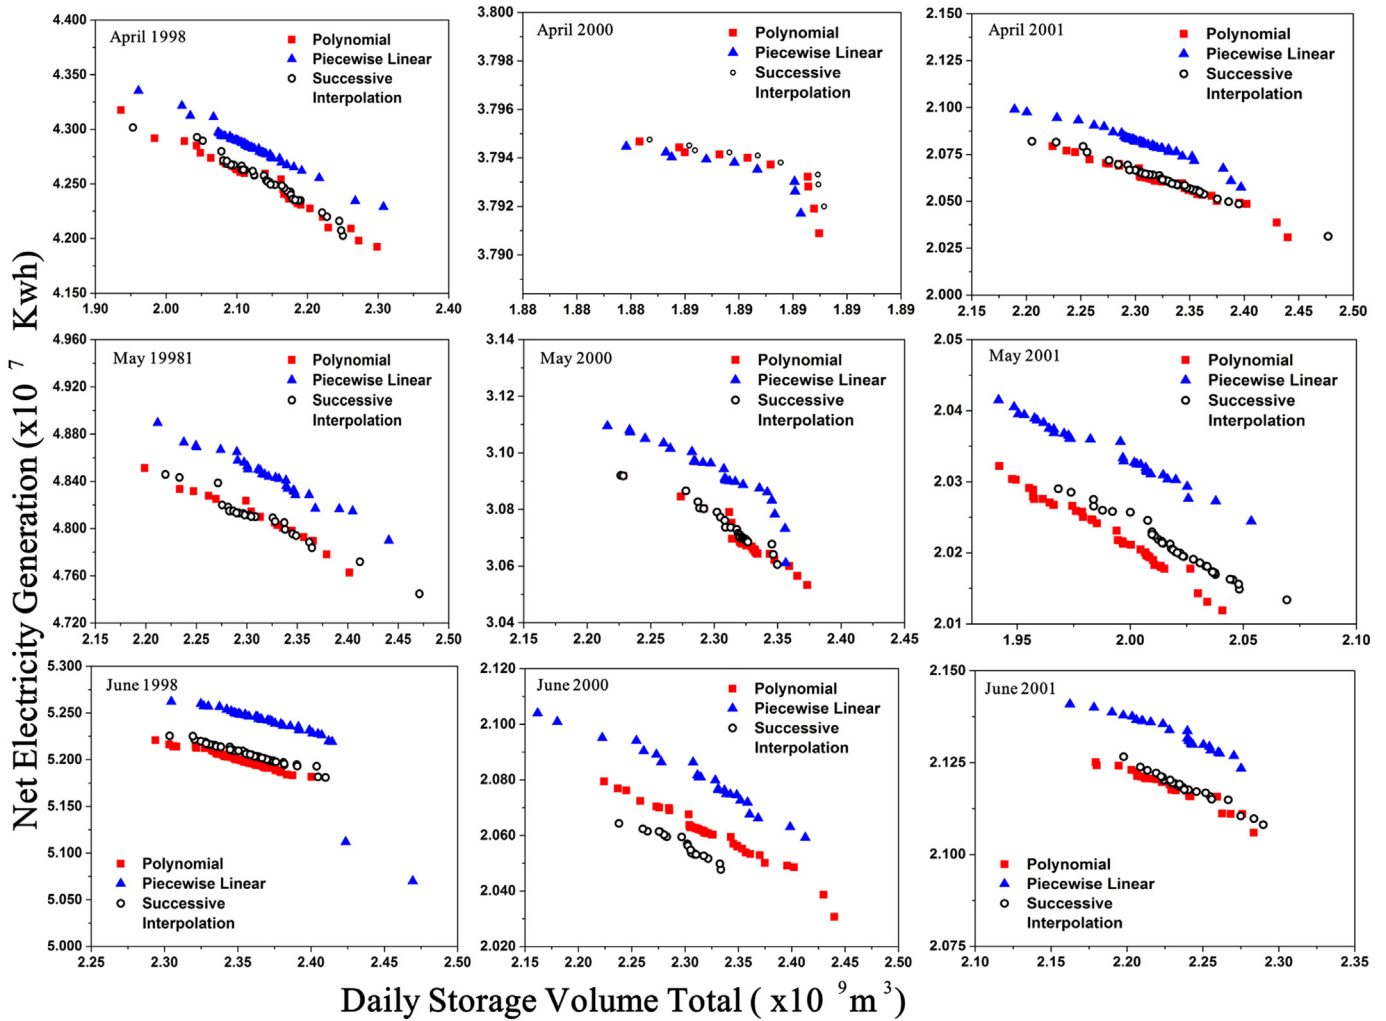 Net Electricity Generation (x10 7 Kwh)
4.400
4.350
4.300
4.250
4.200
4.150
April 1998
Polynomial
Piecewise Linear
Successive
Interpolation
1.90 2.00 2.10 2.20 2.30 2.40
3.800
3.798
3.796
3.794
3.792
3.790
April 2000
Polynomial
Piecewise Linear
Successive
Interpolation
1.88 1.88 1.88 1.89 1.89 1.89 1.89 1.89
2.150
2.125
2.100
2.075
2.050
2.025
2.000
April 2001
Polynomial
Piecewise Linear
Successive
Interpolation
2.15 2.20 2.25 2.30 2.35 2.40 2.45 2.50
4.960
4.920
4.880
4.840
4.800
4.760
4.720
May 19981
Polynomial
Piecewise Linear
Successive
Interpolation
2.15 2.20 2.25 2.30 2.35 2.40 2.45 2.50
3.14
3.12
3.10
3.08
3.06
3.04
May 2000
Polynomial
Piecewise Linear
Successive
Interpolation
2.15 2.20 2.25 2.30 2.35 2.40 2.45
2.05
2.04
2.03
2.02
2.01
May 2001
Polynomial
Piecewise Linear
Successive
Interpolation
1.95 2.00 2.05 2.10
5.300
5.250
5.200
5.150
5.100
5.050
5.000
June 1998
Polynomial
Piecewise Linear
Successive
Interpolation
2.25 2.30 2.35 2.40 2.45 2.50
2.120
2.100
2.080
2.060
2.040
2.020
June 2000
Polynomial
Piecewise Linear
Successive
Interpolation
2.15 2.20 2.25 2.30 2.35 2.40 2.45 2.50
2.150
2.125
2.100
2.075
June 2001
Polynomial
Piecewise Linear
Successive
Interpolation
2.10 2.15 2.20 2.25 2.30 2.35
Daily Storage Volume Total ( x10 9 m3)